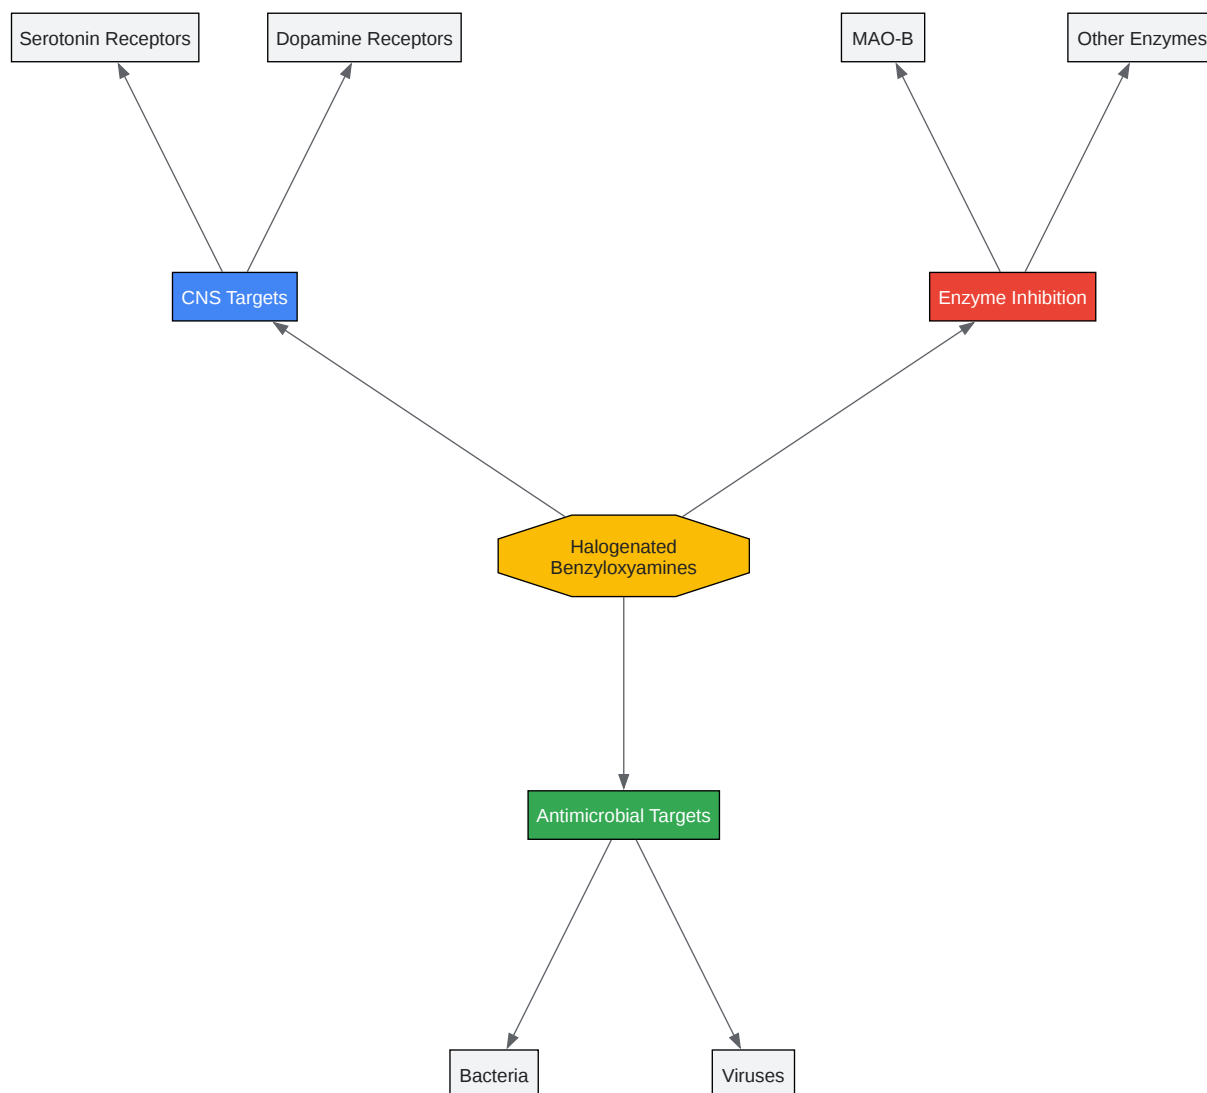 Serotonin Receptors
Dopamine Receptors
MAO-B
Other Enzymes
CNS Targets
Enzyme Inhibition
Halogenated
Benzyloxyamines
Antimicrobial Targets
Bacteria
Viruses